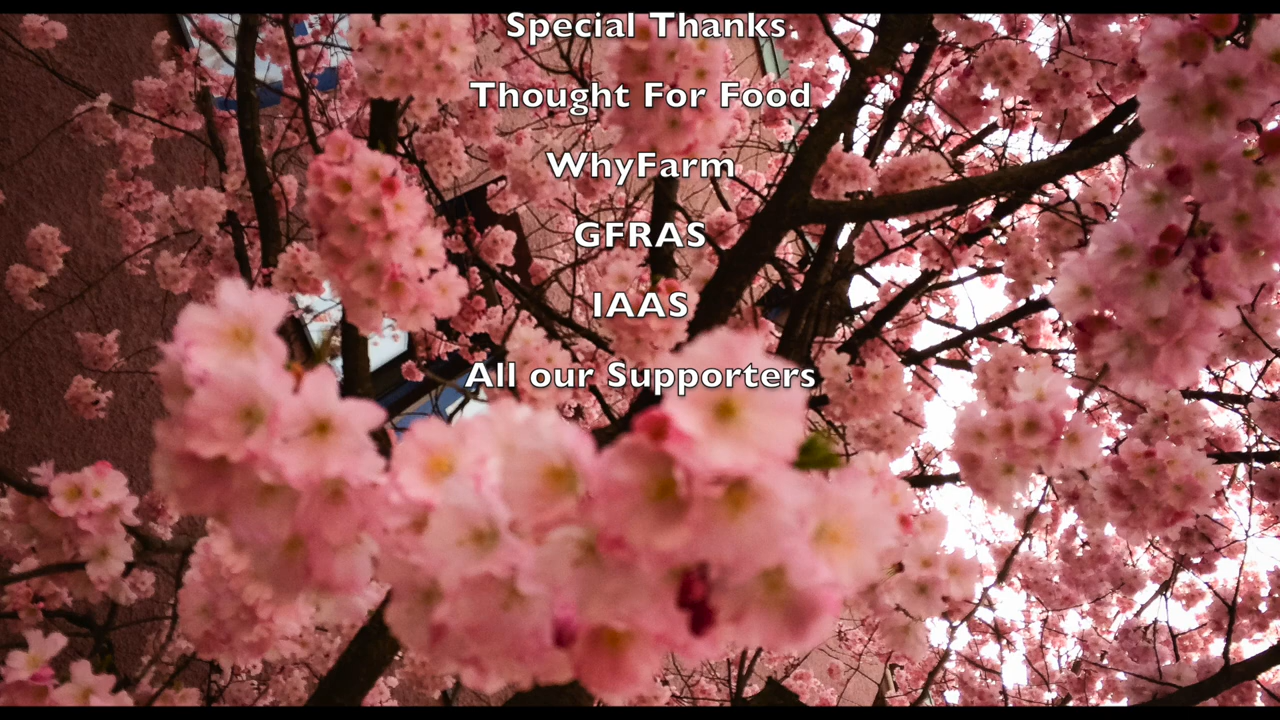 Special Thanks
Thought For Food
WhyFarm
GFRAS
IAAS
All our Supporters